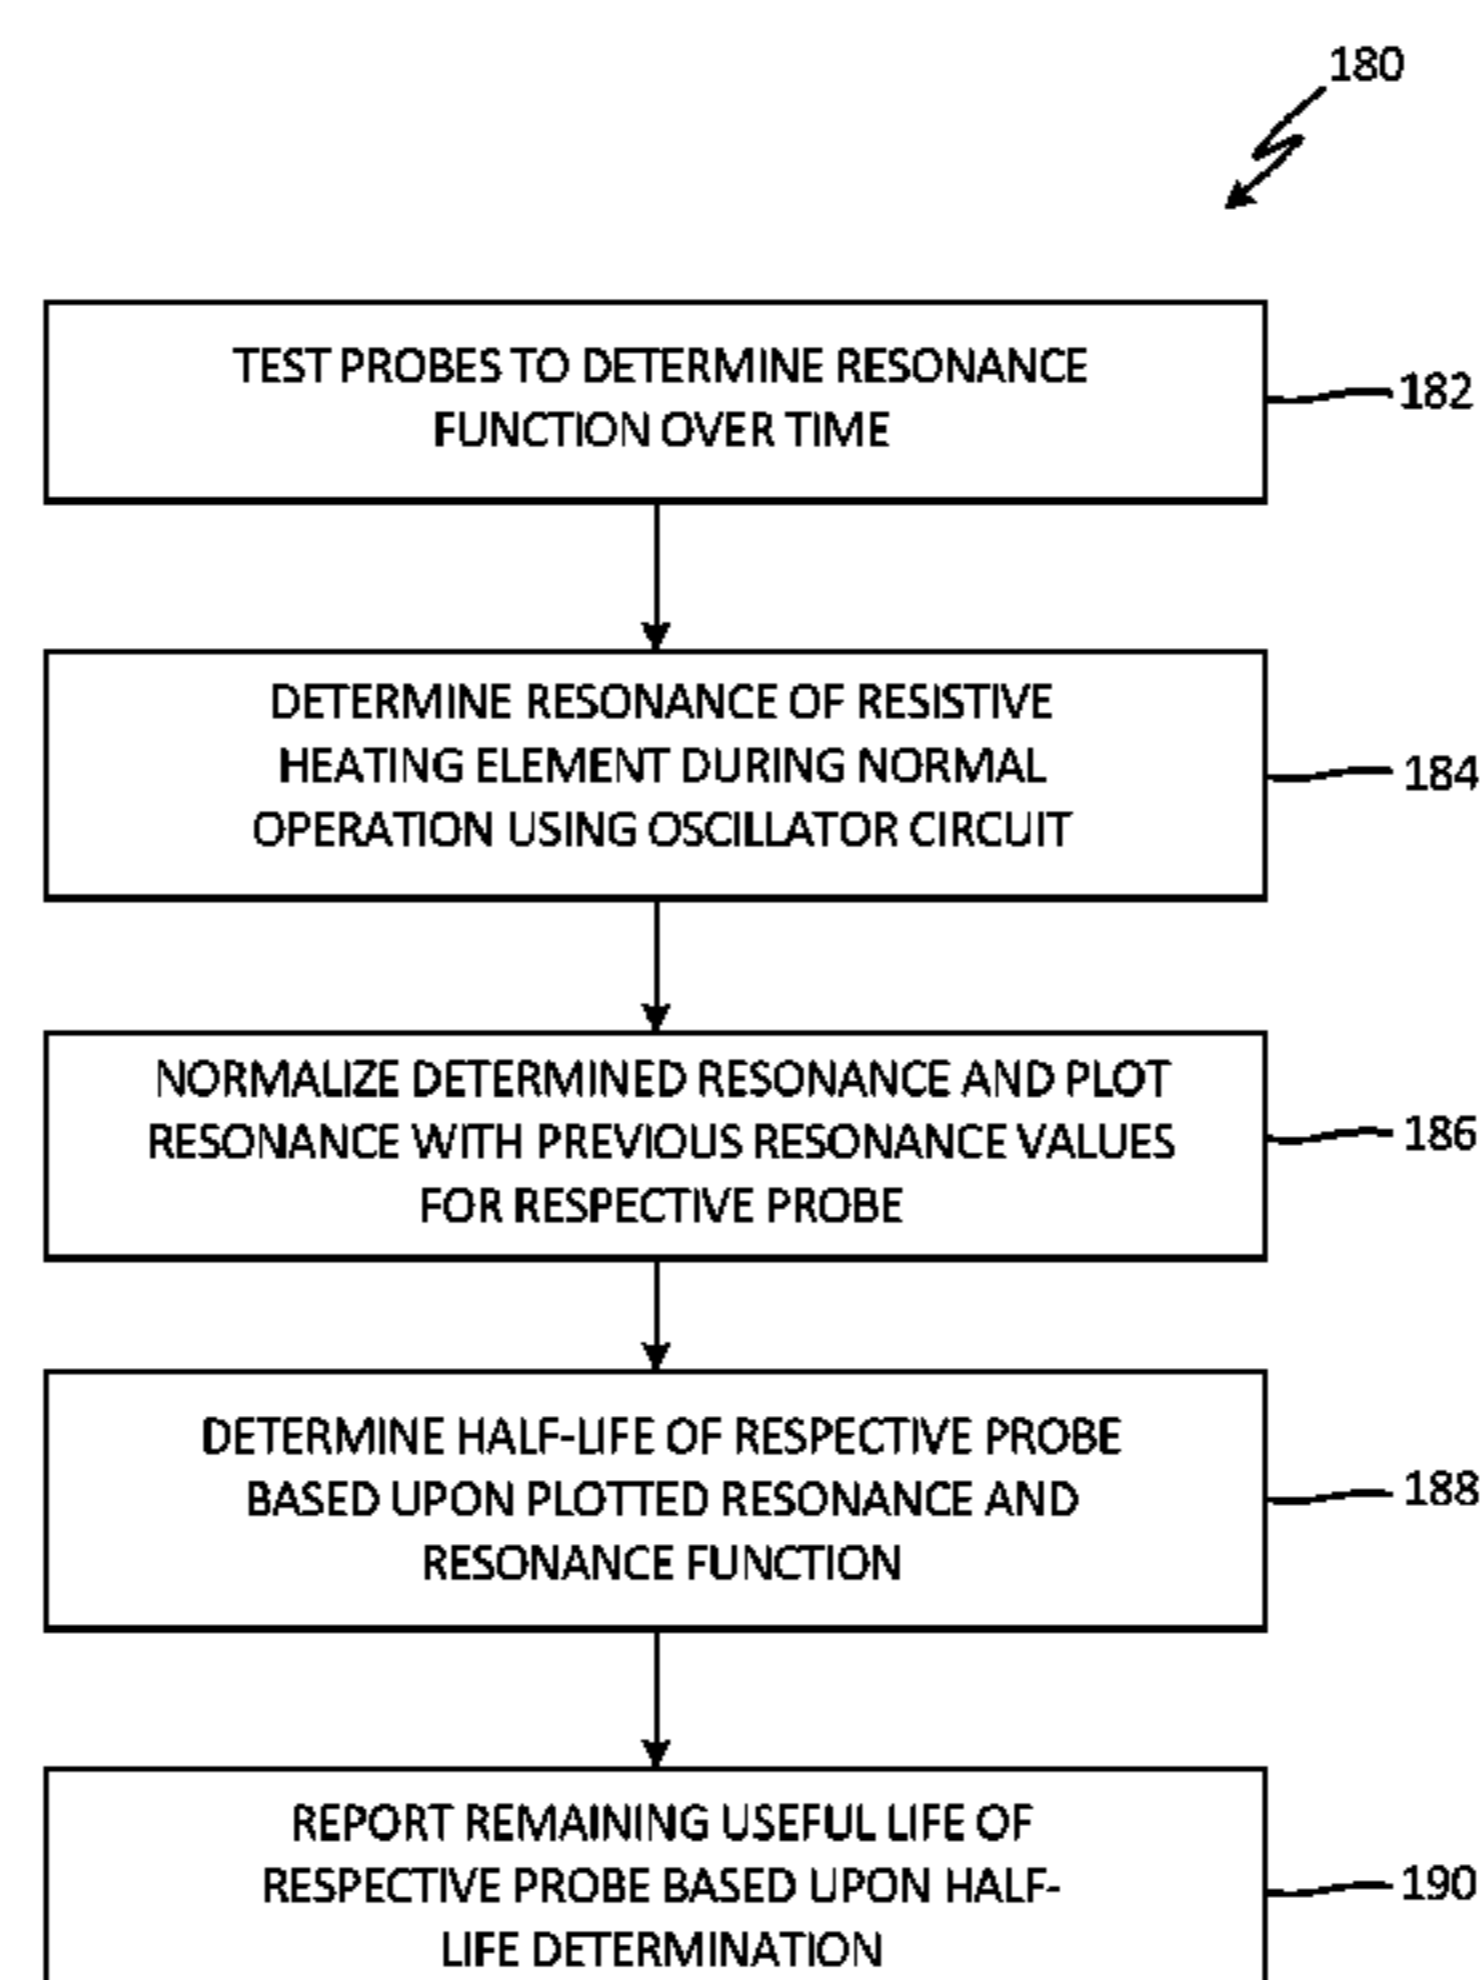 180
TEST PROBES TO DETERMINE RESONANCE
FUNCTION OVER TIME
182
DETERMINE RESONANCE OF RESISTIVE
HEATING ELEMENT DURING NORMAL
OPERATION USING OSCILLATOR CIRCUIT
184
NORMALIZE DETERMINED RESONANCE AND PLOT
RESONANCE WITH PREVIOUS RESONANCE VALUES
FOR RESPECTIVE PROBE
186
DETERMINE HALF-LIFE OF RESPECTIVE PROBE
BASED UPON PLOTTED RESONANCE AND
RESONANCE FUNCTION
188
REPORT REMAINING USEFUL LIFE OF
RESPECTIVE PROBE BASED UPON HALF-
LIFE DETERMINATION
190